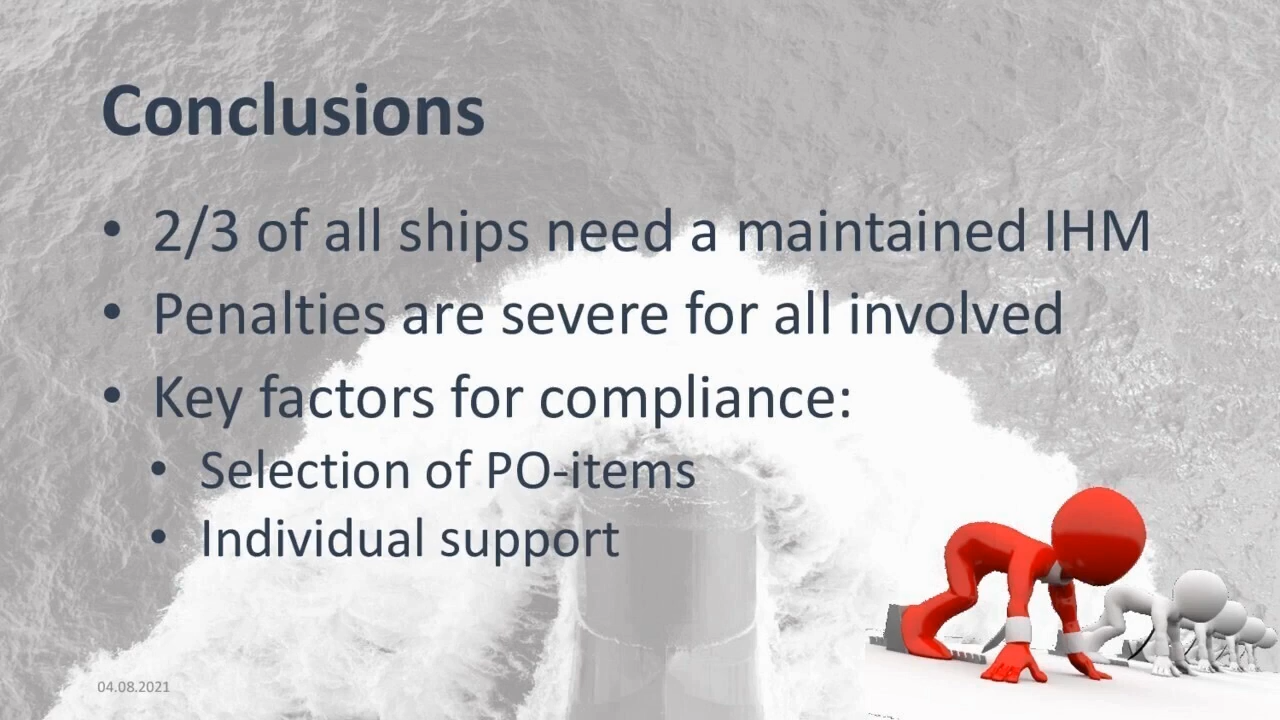 Conclusions
• 2/3 of all ships need a maintained IHM
• Penalties are severe for all involved
• Key factors for compliance:
• Selection of PO-items
• Individual support
04.08.2021